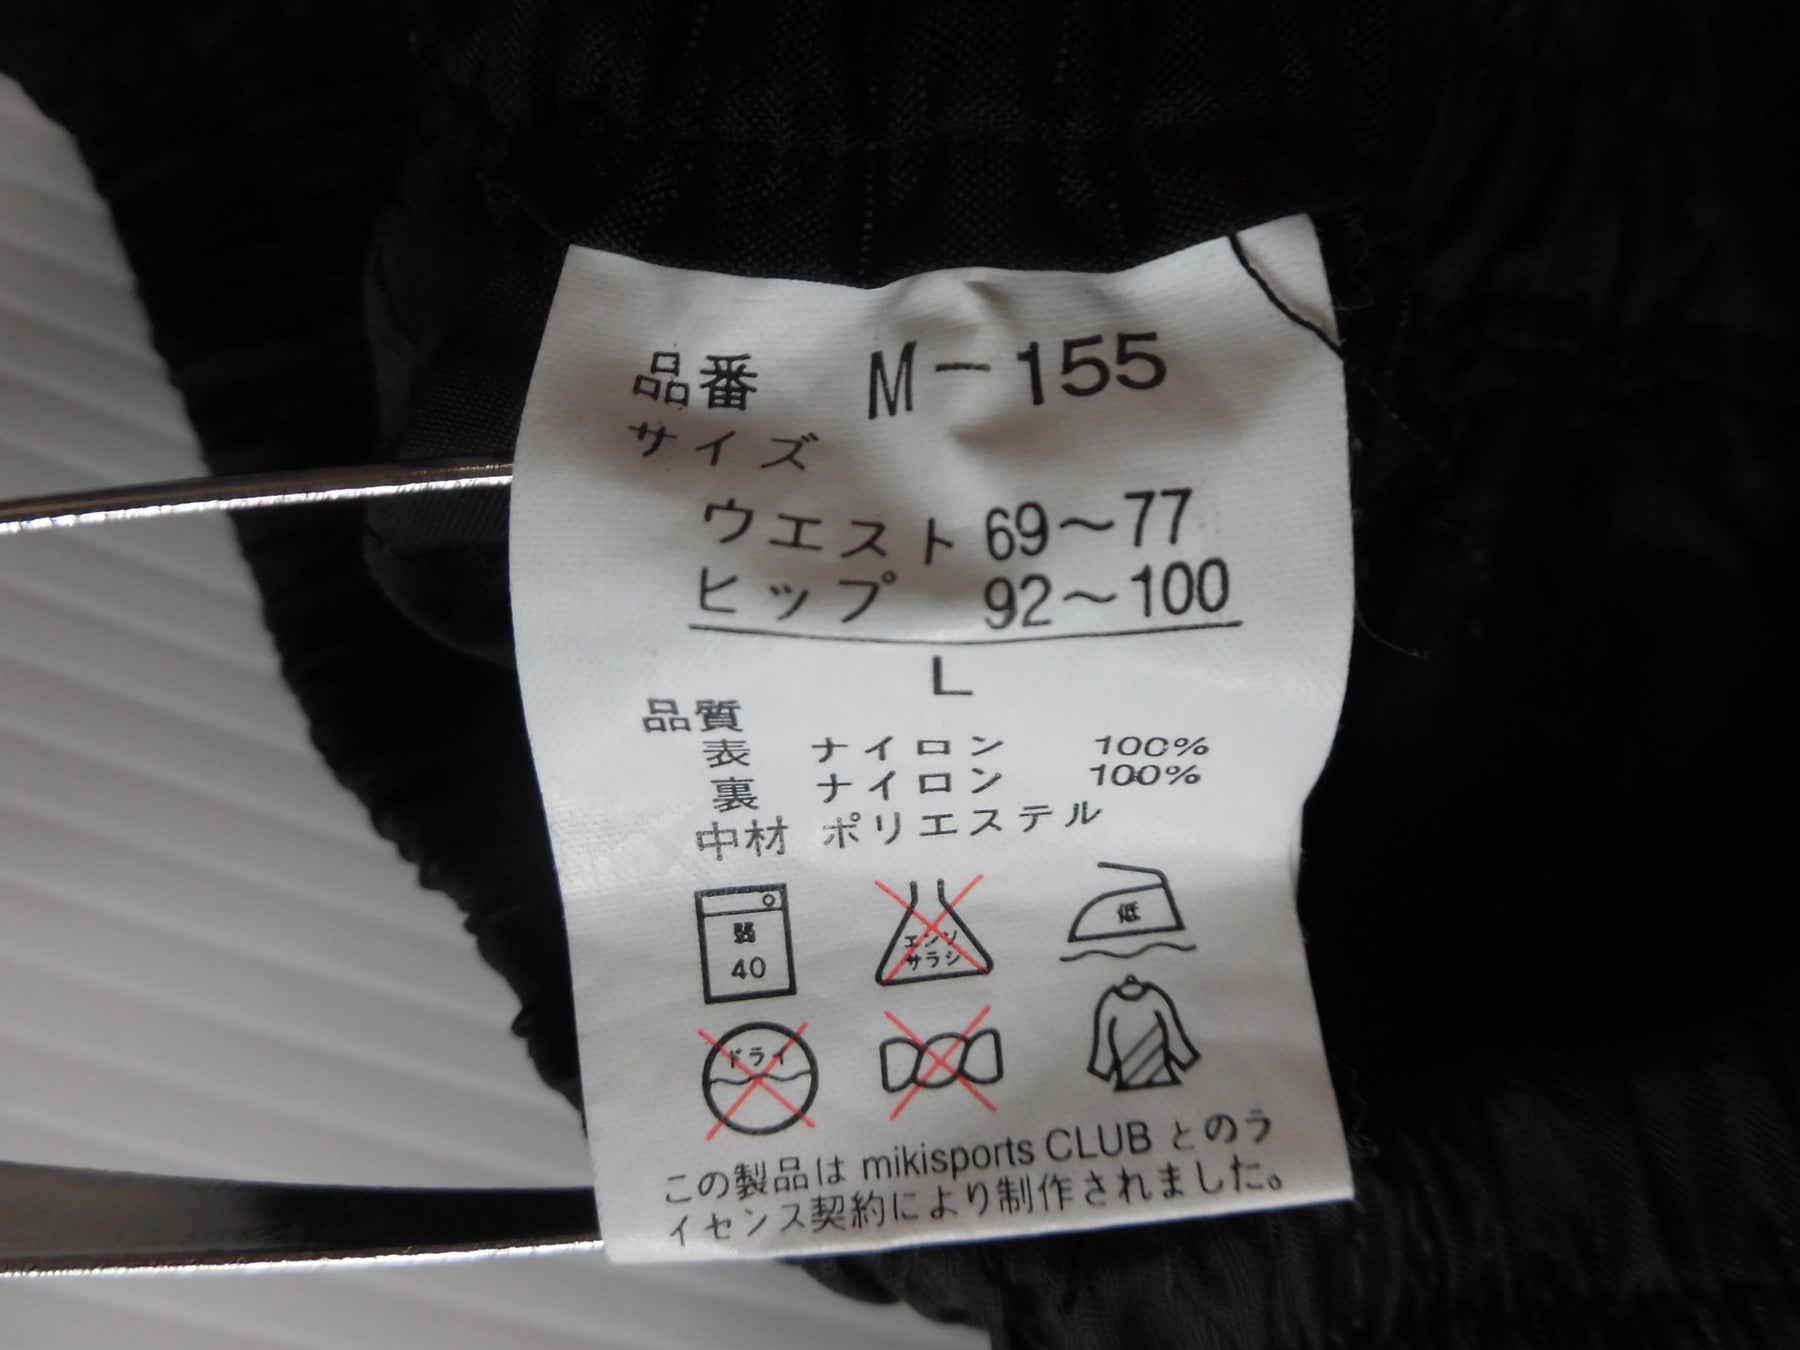 品番 M－155
サイズ
ウエスト 69～77
ヒップ 92～100
L
品質
表 ナイロン 100%
裏 ナイロン 100%
中材 ポリエステル
弱
40
エンソ
サラシ
低
ドライ
この製品は mikisports CLUB とのラ
イセンス契約により制作されました。